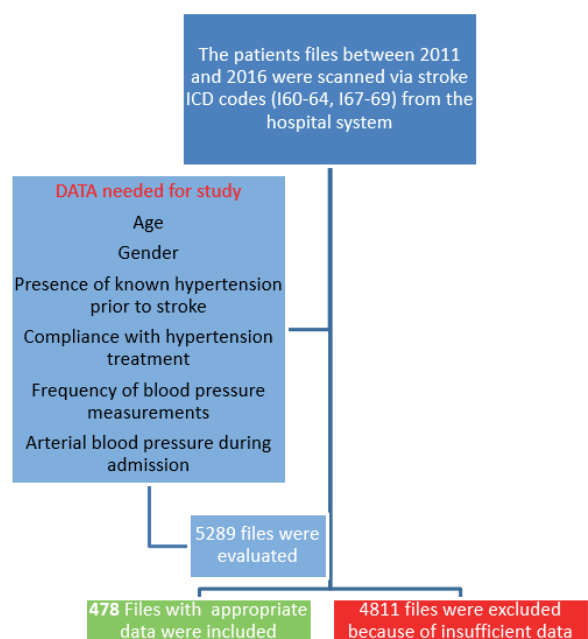 The patients files between 2011
and 2016 were scanned via stroke
ICD codes (I60-64, I67-69) from the
hospital system
DATA needed for study
Age
Gender
Presence of known hypertension
prior to stroke
Compliance with hypertension
treatment
Frequency of blood pressure
measurements
Arterial blood pressure during
admission
5289 files were
evaluated
478 Files with appropriate
data were included
4811 files were excluded
because of insufficient data